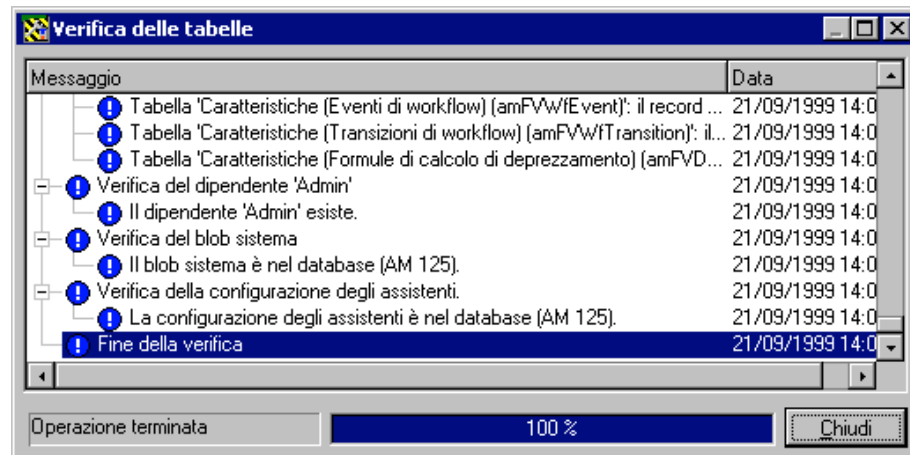 Verifica delle tabelle
Messaggio Data
Tabella 'Caratteristiche (Eventi di workflow) (amFVWfEvent)': il record ... 21/09/1999 14:0
Tabella 'Caratteristiche (Transizioni di workflow) (amFVWfTransition)': il... 21/09/1999 14:0
Tabella 'Caratteristiche (Formule di calcolo di deprezzamento) (amFVD... 21/09/1999 14:0
Verifica del dipendente 'Admin' 21/09/1999 14:0
Il dipendente 'Admin' esiste. 21/09/1999 14:0
Verifica del blob sistema 21/09/1999 14:0
Il blob sistema è nel database (AM 125). 21/09/1999 14:0
Verifica della configurazione degli assistenti. 21/09/1999 14:0
La configurazione degli assistenti è nel database (AM 125). 21/09/1999 14:0
Fine della verifica 21/09/1999 14:0
Operazione terminata 100 % Chiudi